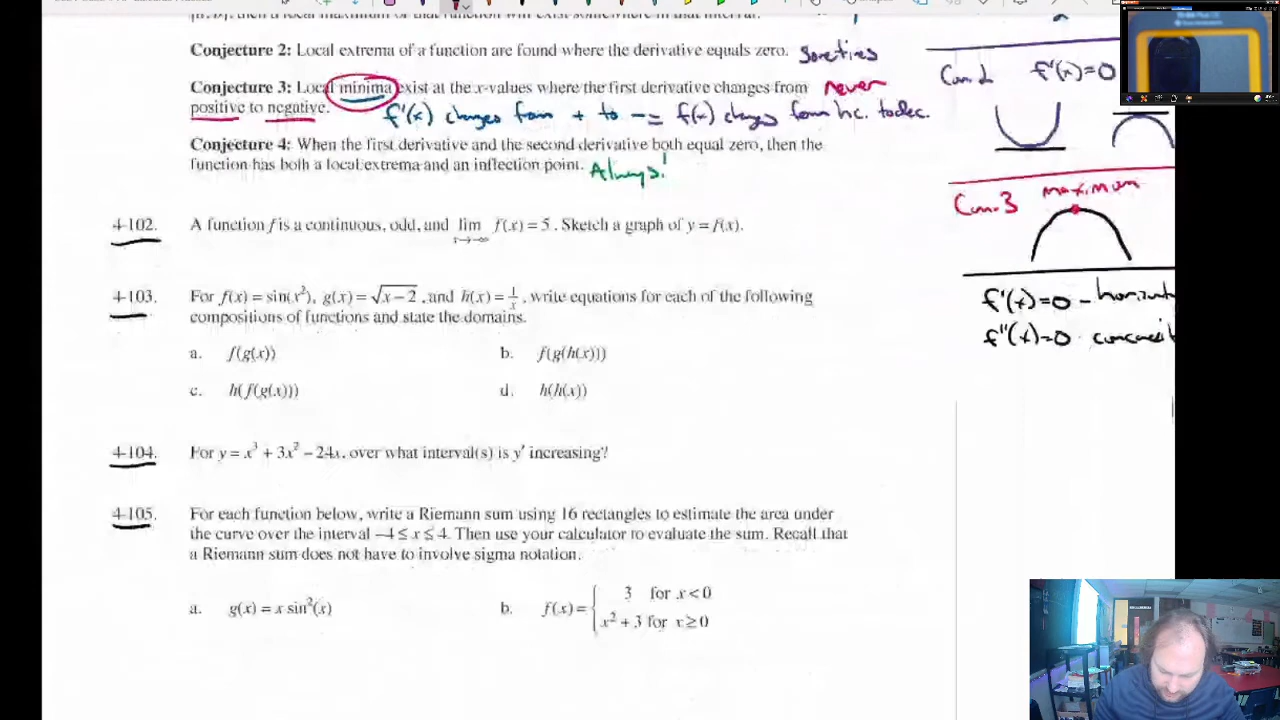 Conjecture 2: Local extrema of a function are found where the derivative equals zero. Sometimes
Conjecture 3: Local minima exist at the x-values where the first derivative changes from never
positive to negative. f'(x) changes from + to - = f(x) changes from inc. to dec.
Conjecture 4: When the first derivative and the second derivative both equal zero, then the
function has both a local extrema and an inflection point. Always!
Con. 2 f'(x)=0
Con. 3 maximum
f'(x)=0 -
f''(x)=0
4-102. A function f is a continuous, odd, and lim x→-∞ f(x) = 5. Sketch a graph of y = f(x).
4-103. For f(x) = sin(x²), g(x) = √x-2, and h(x) = 1/x, write equations for each of the following
compositions of functions and state the domains.
a. f(g(x)) b. f(g(h(x)))
c. h(f(g(x))) d. h(h(x))
4-104. For y = x³ + 3x² − 24x, over what interval(s) is y' increasing?
4-105. For each function below, write a Riemann sum using 16 rectangles to estimate the area under
the curve over the interval −4 ≤ x ≤ 4. Then use your calculator to evaluate the sum. Recall that
a Riemann sum does not have to involve sigma notation.
a. g(x) = x sin²(x) b. f(x) = { 3 for x < 0
x² + 3 for x ≥ 0